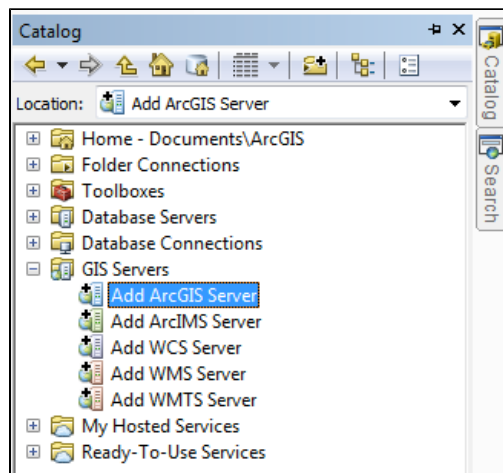 Catalog
Location: Add ArcGIS Server
Home - Documents\ArcGIS
Folder Connections
Toolboxes
Database Servers
Database Connections
GIS Servers
Add ArcGIS Server
Add ArcIMS Server
Add WCS Server
Add WMS Server
Add WMTS Server
My Hosted Services
Ready-To-Use Services
Catalog
Search